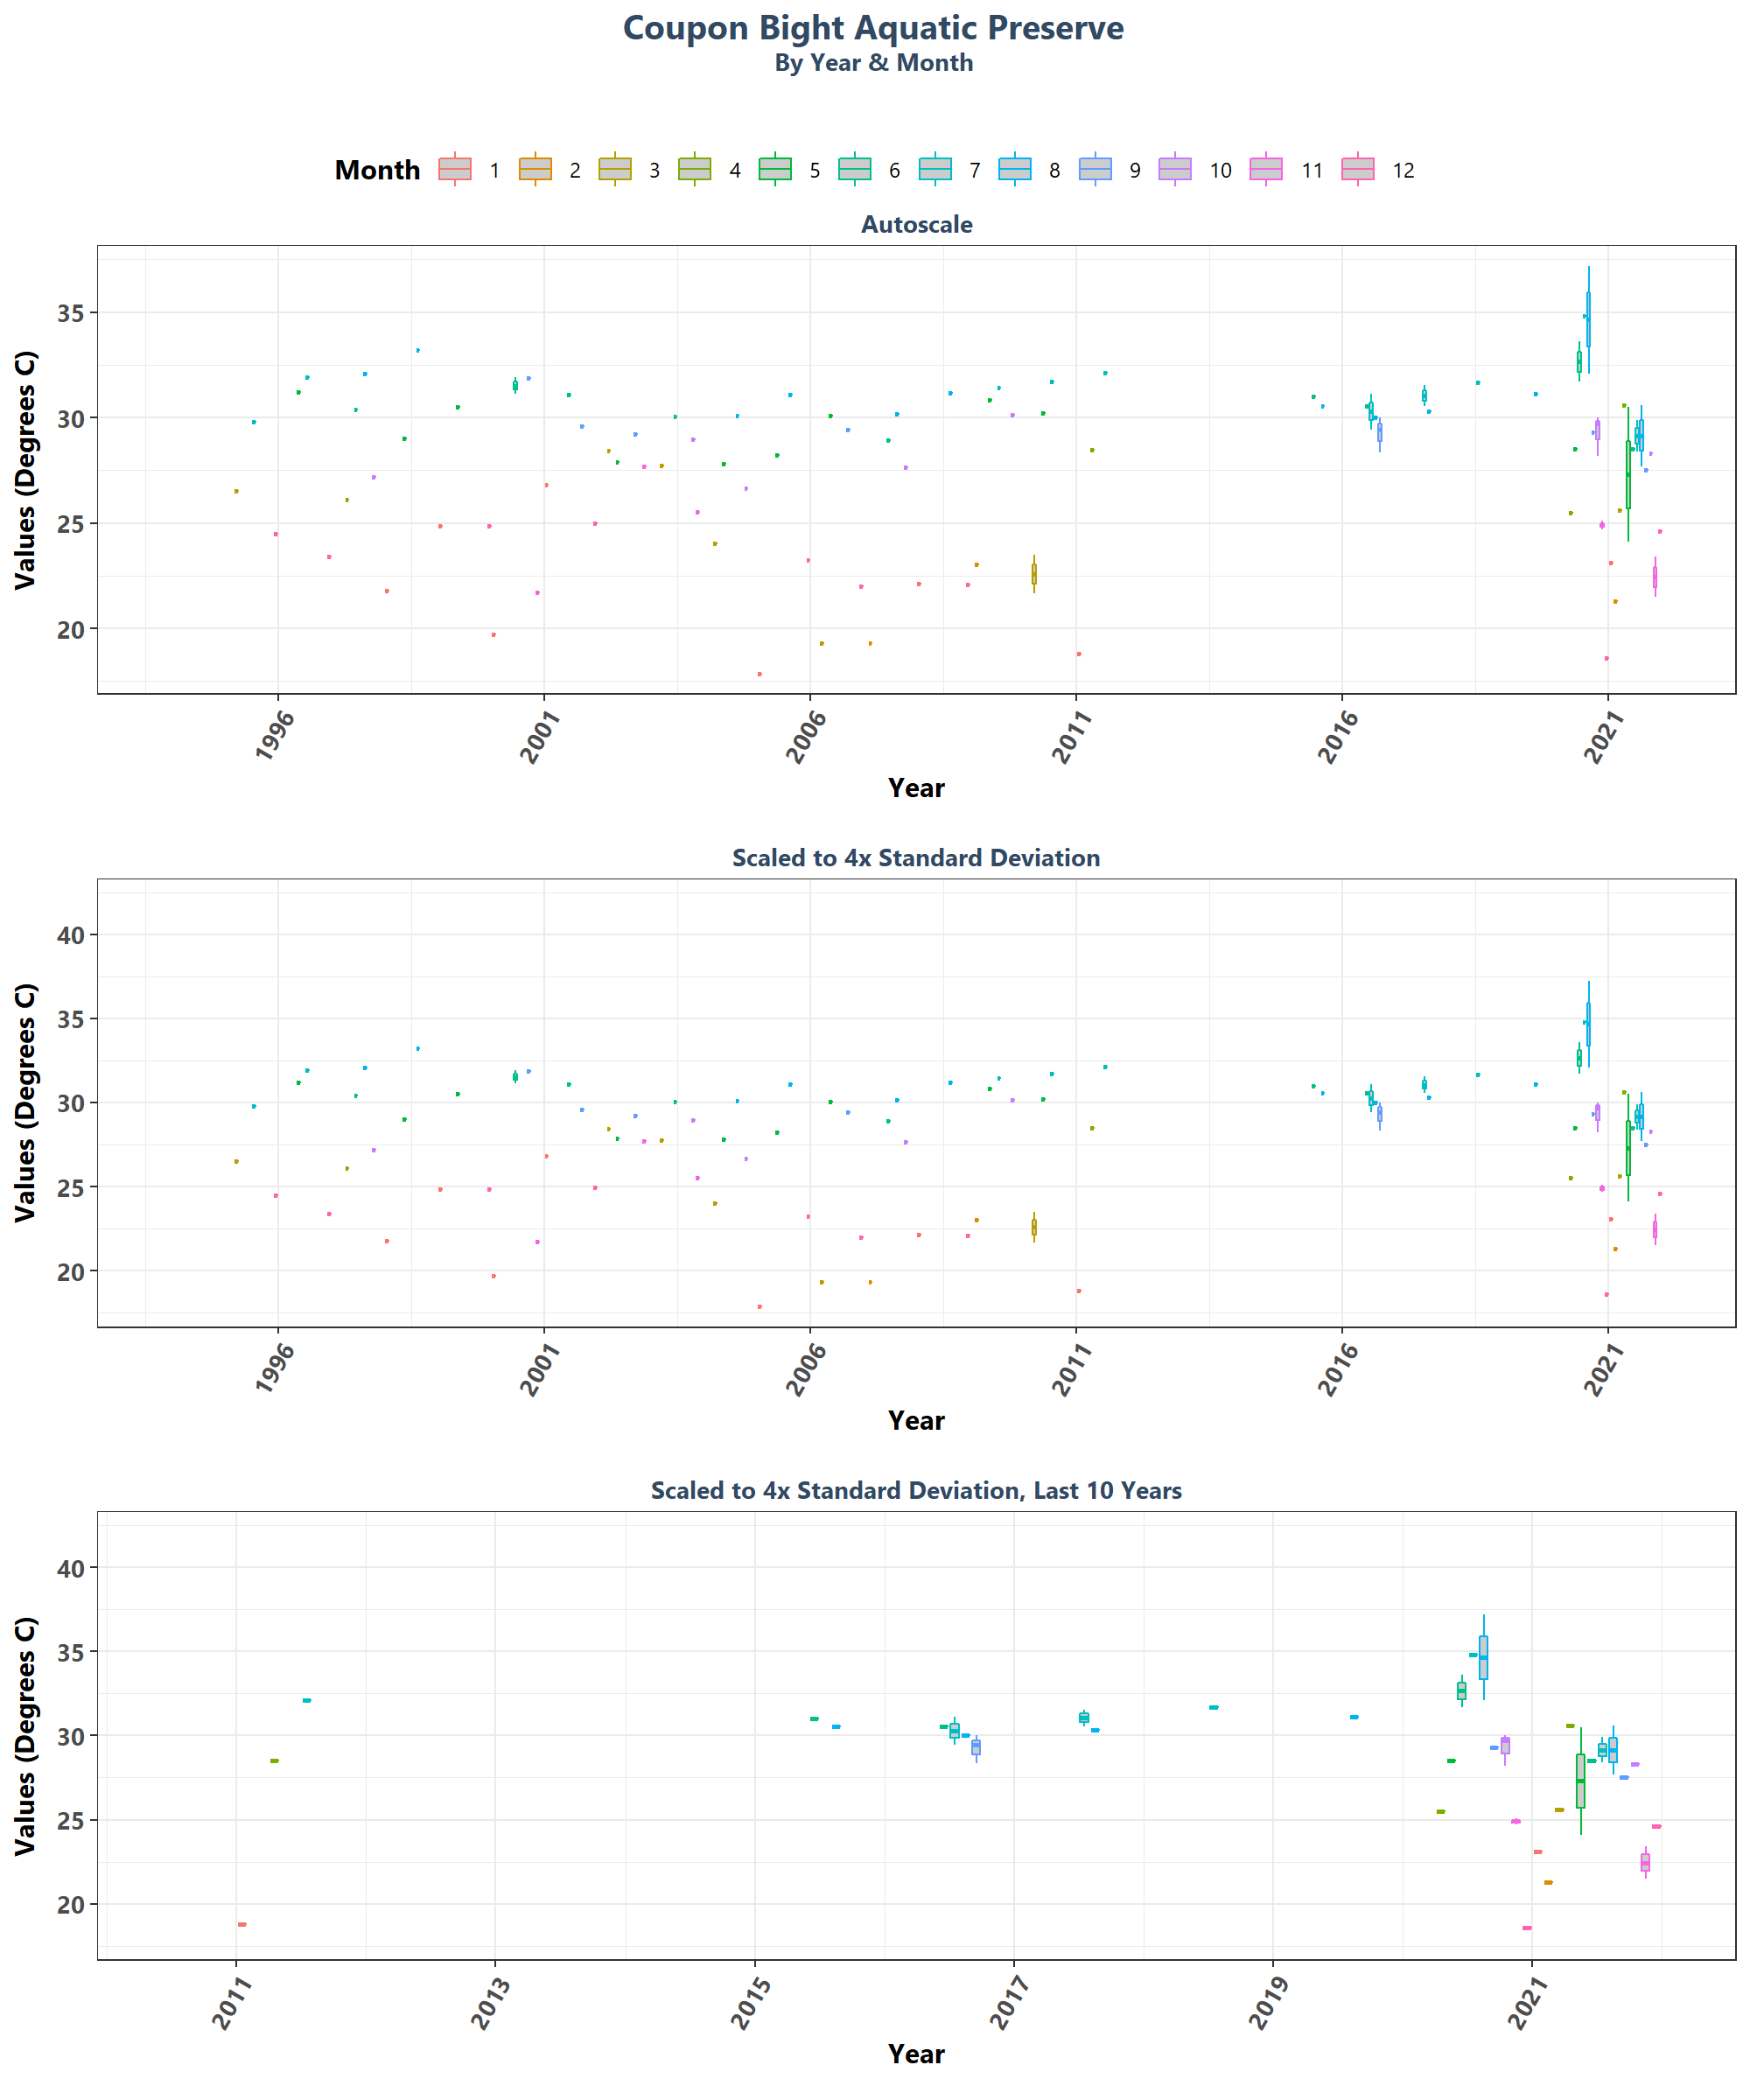 Coupon Bight Aquatic Preserve
By Year & Month
Month 1 2 3 4 5 6 7 8 9 10 11 12
Autoscale
Values (Degrees C)
35
30
25
20
1996 2001 2006 2011 2016 2021
Year
Scaled to 4x Standard Deviation
Values (Degrees C)
40
35
30
25
20
1996 2001 2006 2011 2016 2021
Year
Scaled to 4x Standard Deviation, Last 10 Years
Values (Degrees C)
40
35
30
25
20
2011 2013 2015 2017 2019 2021
Year